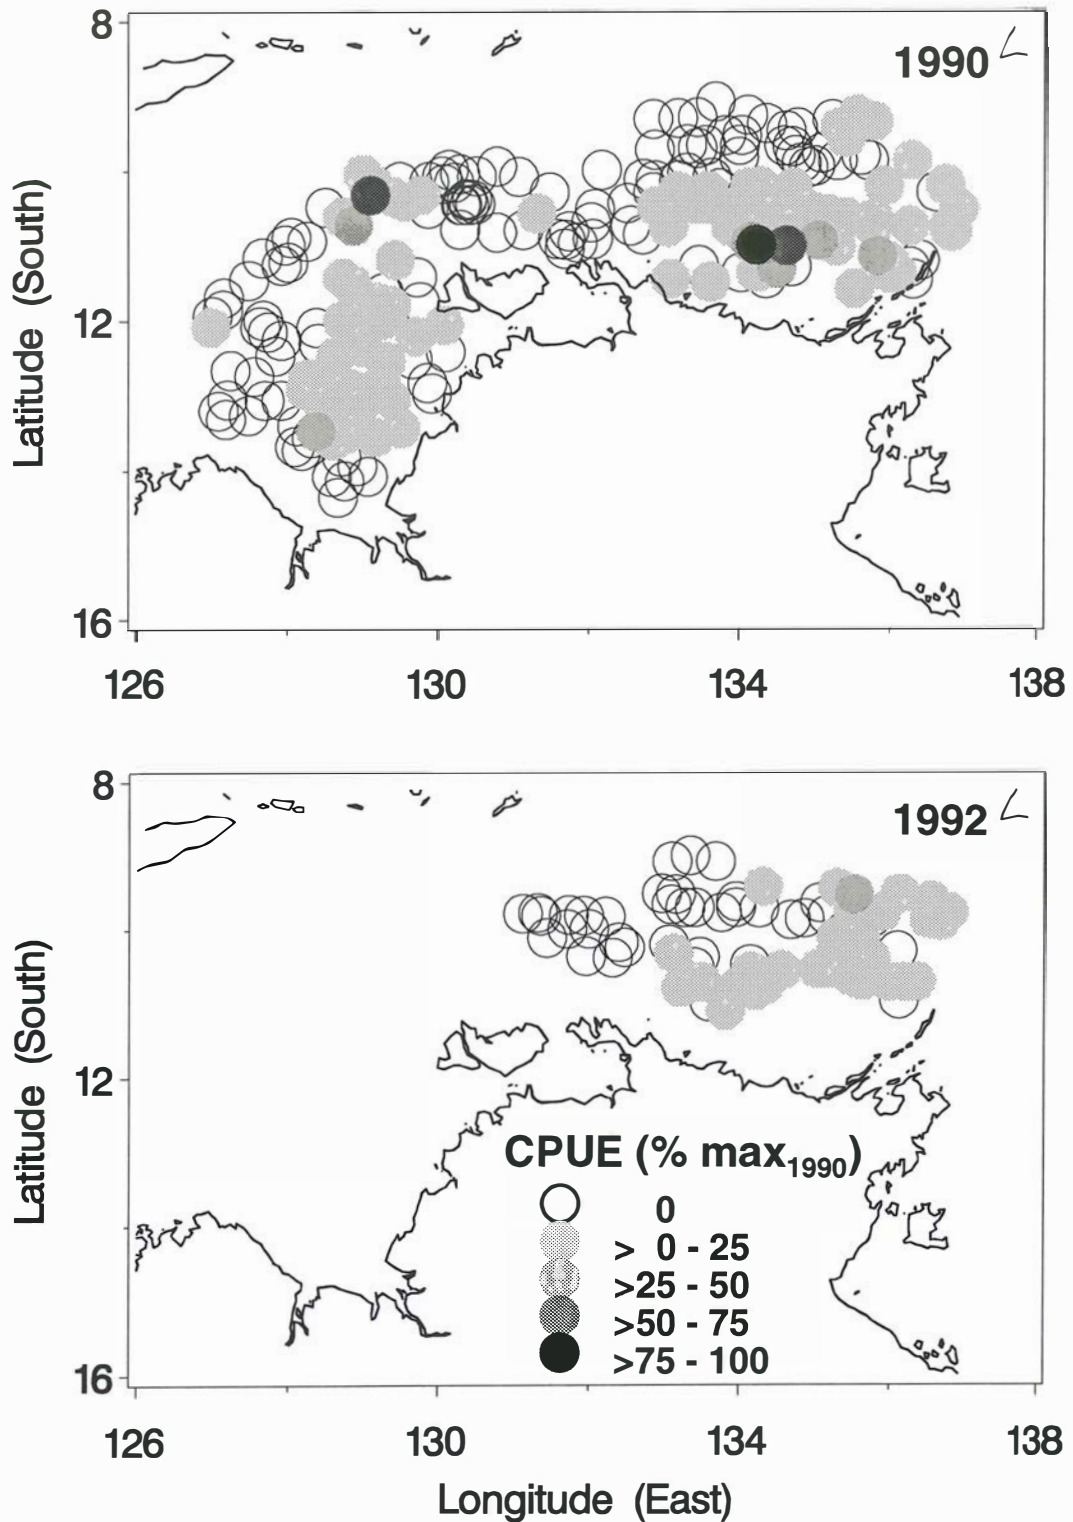 8
1990
12
16
126 130 134 138
Latitude (South)
8
1992
12
16
CPUE (% max1990)
0
> 0 - 25
>25 - 50
>50 - 75
>75 - 100
126 130 134 138
Latitude (South)
Longitude (East)